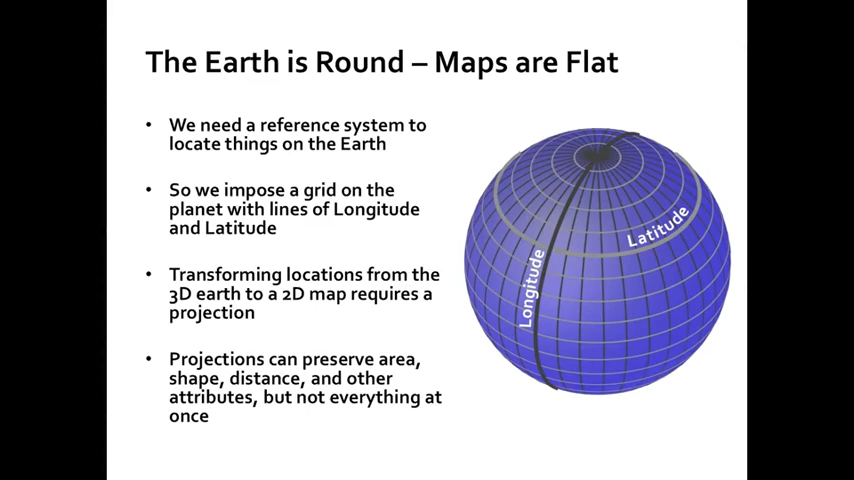 The Earth is Round – Maps are Flat
• We need a reference system to
locate things on the Earth
• So we impose a grid on the
planet with lines of Longitude
and Latitude
• Transforming locations from the
3D earth to a 2D map requires a
projection
• Projections can preserve area,
shape, distance, and other
attributes, but not everything at
once
Latitude
Longitude